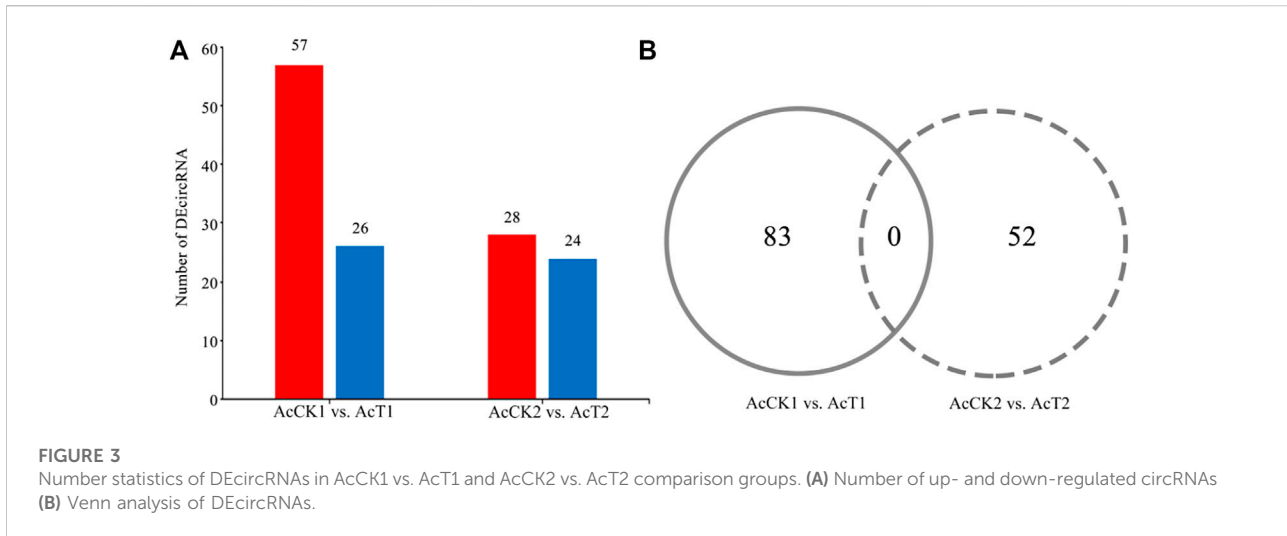 A
Number of DEcircRNA
60
50
40
30
20
10
0
57
26
28
24
AcCK1 vs. AcT1
AcCK2 vs. AcT2
B
83
0
52
AcCK1 vs. AcT1
AcCK2 vs. AcT2
FIGURE 3
Number statistics of DEcircRNAs in AcCK1 vs. AcT1 and AcCK2 vs. AcT2 comparison groups. (A) Number of up- and down-regulated circRNAs
(B) Venn analysis of DEcircRNAs.